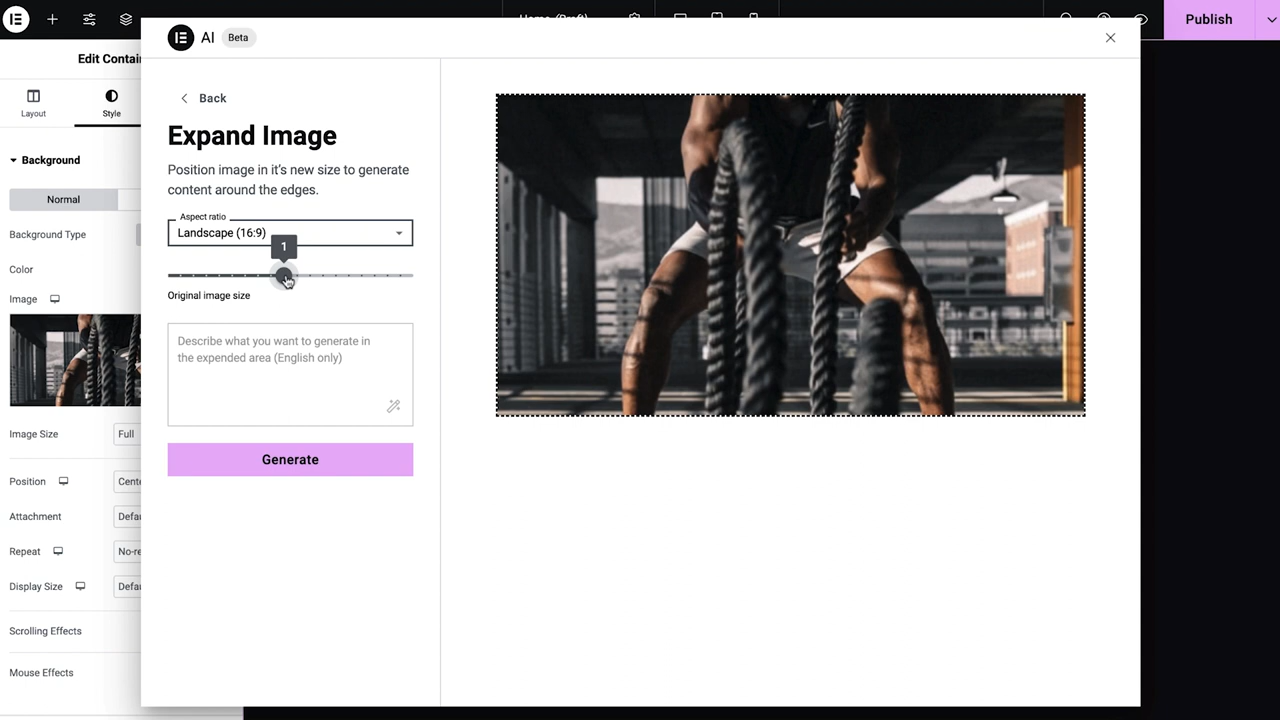 Publish
AI Beta
Edit Contai
Layout
Style
Back
Expand Image
Position image in it's new size to generate
content around the edges.
Background
Normal
Aspect ratio
Landscape (16:9)
Background Type
1
Color
Original image size
Image
Describe what you want to generate in
the expended area (English only)
Image Size
Full
Generate
Position
Cente
Attachment
Defau
Repeat
No-re
Display Size
Defau
Scrolling Effects
Mouse Effects